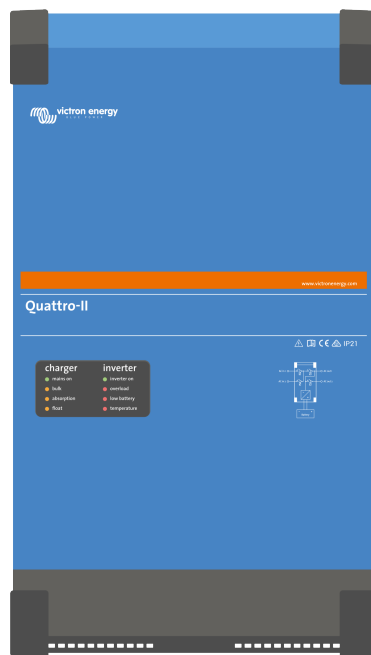 victron energy
BLUE POWER
www.victronenergy.com
Quattro-II
CE IP21
charger inverter
mains on inverter on
bulk overload
absorption low battery
float temperature